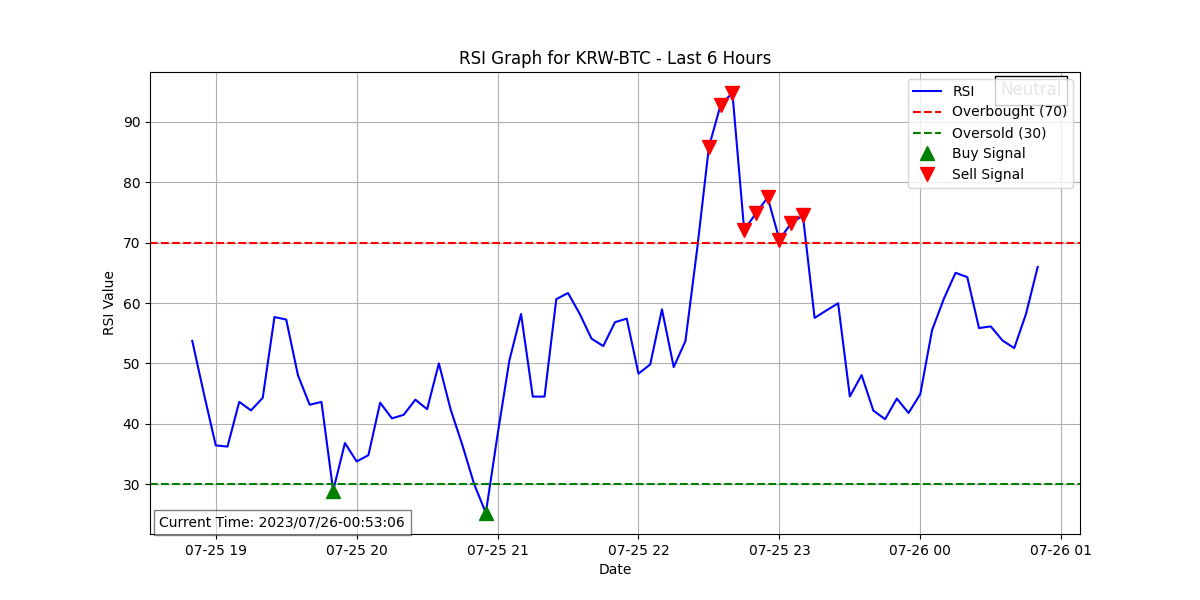 RSI Graph for KRW-BTC - Last 6 Hours
Neutral
RSI
Overbought (70)
Oversold (30)
Buy Signal
Sell Signal
90
80
70
60
50
40
30
RSI Value
Current Time: 2023/07/26-00:53:06
07-25 19
07-25 20
07-25 21
07-25 22
07-25 23
07-26 00
07-26 01
Date